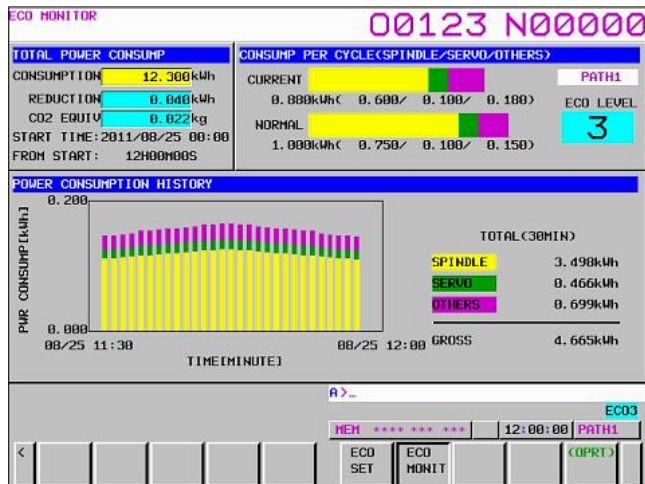 ECO MONITOR
O0123 N00000
TOTAL POWER CONSUMP
CONSUMPTION 12.300kWh
REDUCTION 0.040kWh
CO2 EQUIV 0.022kg
START TIME:2011/08/25 00:00
FROM START: 12H00M00S
CONSUMP PER CYCLE(SPINDLE/SERVO/OTHERS)
CURRENT
0.880kWh( 0.600/ 0.100/ 0.180)
NORMAL
1.000kWh( 0.750/ 0.100/ 0.150)
PATH1
ECO LEVEL
3
POWER CONSUMPTION HISTORY
PWR CONSUMP[kWh]
0.200
0.000
08/25 11:30
08/25 12:00
TIME[MINUTE]
TOTAL(30MIN)
SPINDLE 3.498kWh
SERVO 0.466kWh
OTHERS 0.699kWh
GROSS 4.665kWh
A>_
ECO3
MEM **** *** *** 12:00:00 PATH1
< ECO SET ECO MONIT (OPRT)